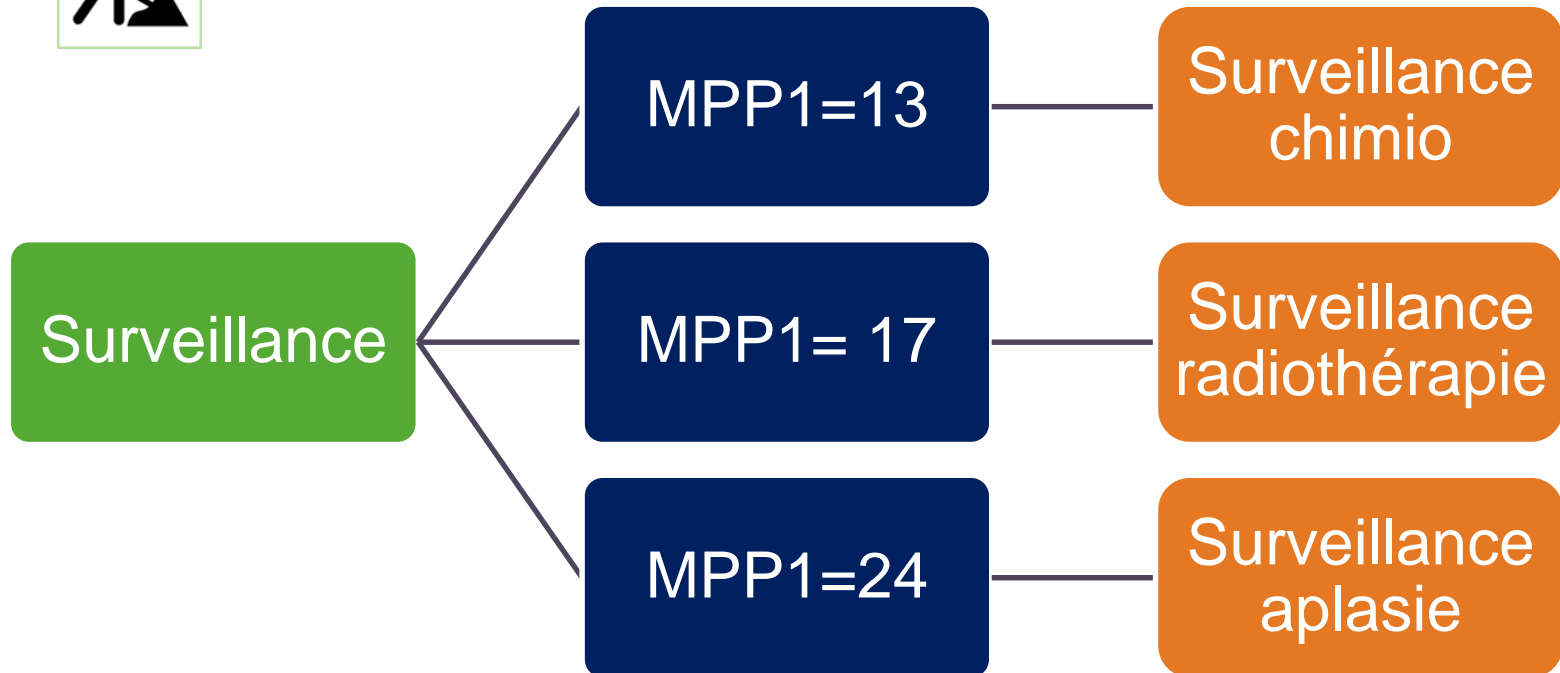 MPP1=13
Surveillance
chimio
Surveillance
MPP1= 17
Surveillance
radiothérapie
MPP1=24
Surveillance
aplasie